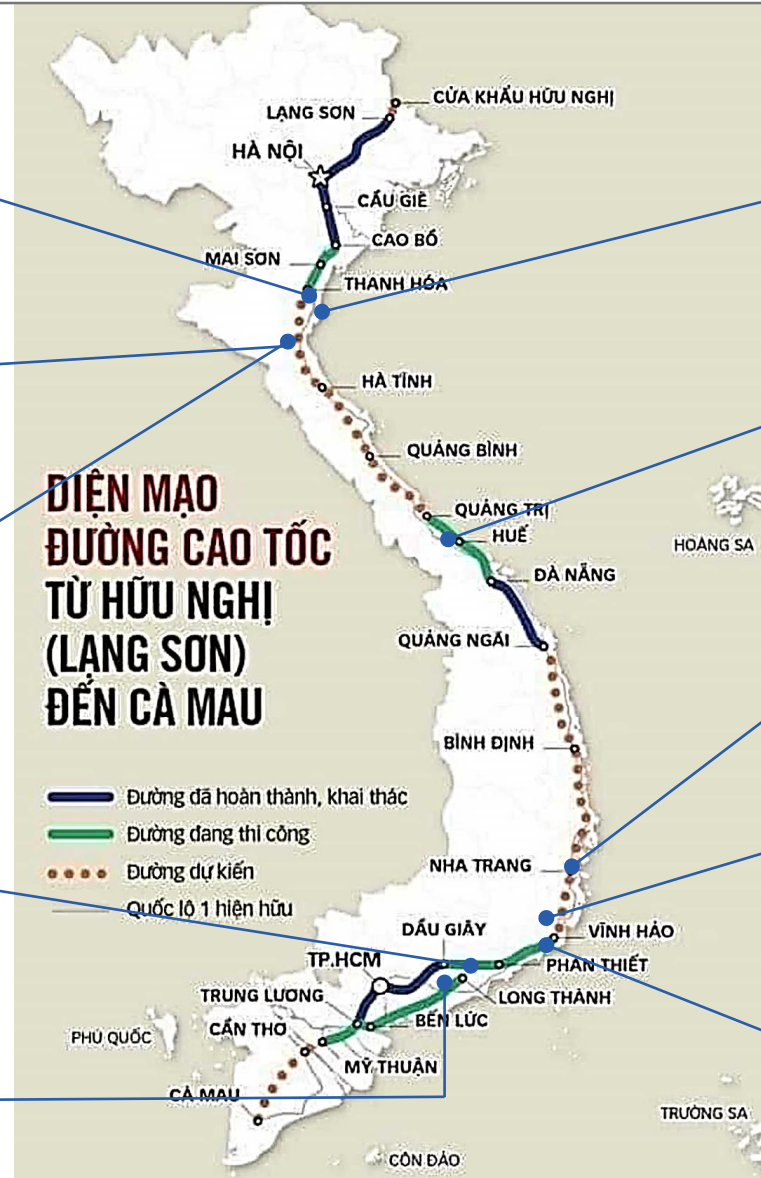 CỬA KHẨU HỮU NGHỊ
LẠNG SƠN
HÀ NỘI
CẦU GIẼ
CAO BỒ
MAI SƠN
THANH HÓA
HÀ TĨNH
QUẢNG BÌNH
DIỆN MẠO
ĐƯỜNG CAO TỐC
TỪ HỮU NGHỊ
(LẠNG SƠN)
ĐẾN CÀ MAU
QUẢNG TRỊ
HUẾ
HOÀNG SA
ĐÀ NẴNG
QUẢNG NGÃI
BÌNH ĐỊNH
Đường đã hoàn thành, khai thác
Đường đang thi công
Đường dự kiến
Quốc lộ 1 hiện hữu
NHA TRANG
DẦU GIÂY
VĨNH HẢO
TP.HCM
PHAN THIẾT
TRUNG LƯƠNG
LONG THÀNH
BẾN LỨC
CẦN THƠ
PHÚ QUỐC
MỸ THUẬN
CÀ MAU
TRƯỜNG SA
CÔN ĐẢO